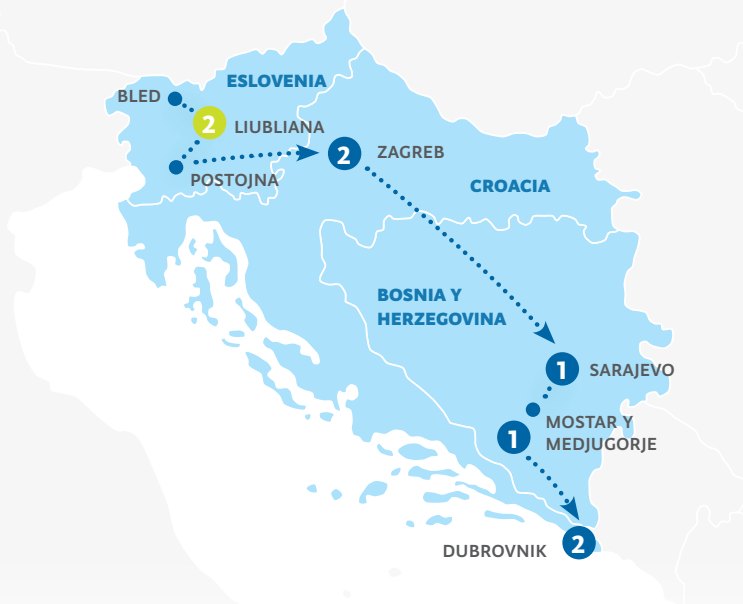 ESLOVENIA
BLED
2
LIUBLIANA
POSTOJNA
2
ZAGREB
CROACIA
BOSNIA Y
HERZEGOVINA
1
SARAJEVO
MOSTAR Y
MEDJUGORJE
1
DUBROVNIK
2